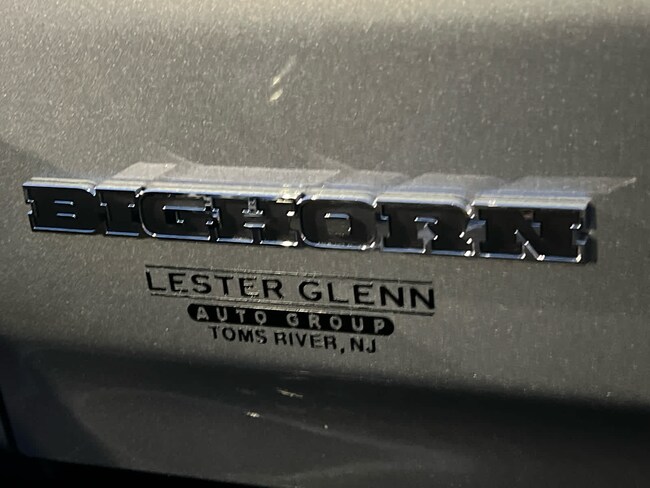 BIGHORN
LESTER GLENN
AUTO GROUP
TOMS RIVER, NJ